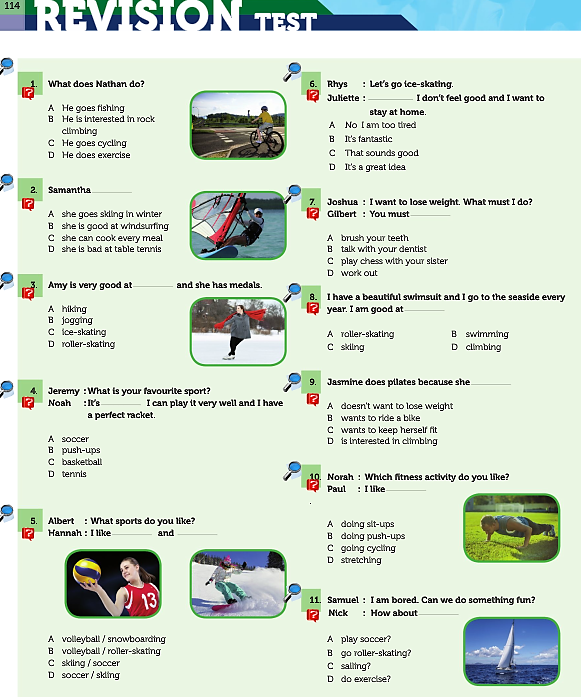 114
REVISION TEST
1. What does Nathan do?
A He goes fishing
B He is interested in rock
climbing
C He goes cycling
D He does exercise
2. Samantha
A she goes skiing in winter
B she is good at windsurfing
C she can cook every meal
D she is bad at table tennis
3. Amy is very good at and she has medals.
A hiking
B jogging
C ice-skating
D roller-skating
4. Jeremy : What is your favourite sport?
Noah : It's I can play it very well and I have
a perfect racket.
A soccer
B push-ups
C basketball
D tennis
5. Albert : What sports do you like?
Hannah : I like and
13
A volleyball / snowboarding
B volleyball / roller-skating
C skiing / soccer
D soccer / skiing
6. Rhys : Let's go ice-skating.
Juliette : I don't feel good and I want to
stay at home.
A No I am too tired
B It's fantastic
C That sounds good
D It's a great idea
7. Joshua : I want to lose weight. What must I do?
Gilbert : You must
A brush your teeth
B talk with your dentist
C play chess with your sister
D work out
8. I have a beautiful swimsuit and I go to the seaside every
year. I am good at
A roller-skating B swimming
C skiing D climbing
9. Jasmine does pilates because she
A doesn't want to lose weight
B wants to ride a bike
C wants to keep herself fit
D is interested in climbing
10. Norah : Which fitness activity do you like?
Paul : I like
.
A doing sit-ups
B doing push-ups
C going cycling
D stretching
11. Samuel : I am bored. Can we do something fun?
Nick : How about
A play soccer?
B go roller-skating?
C sailing?
D do exercise?